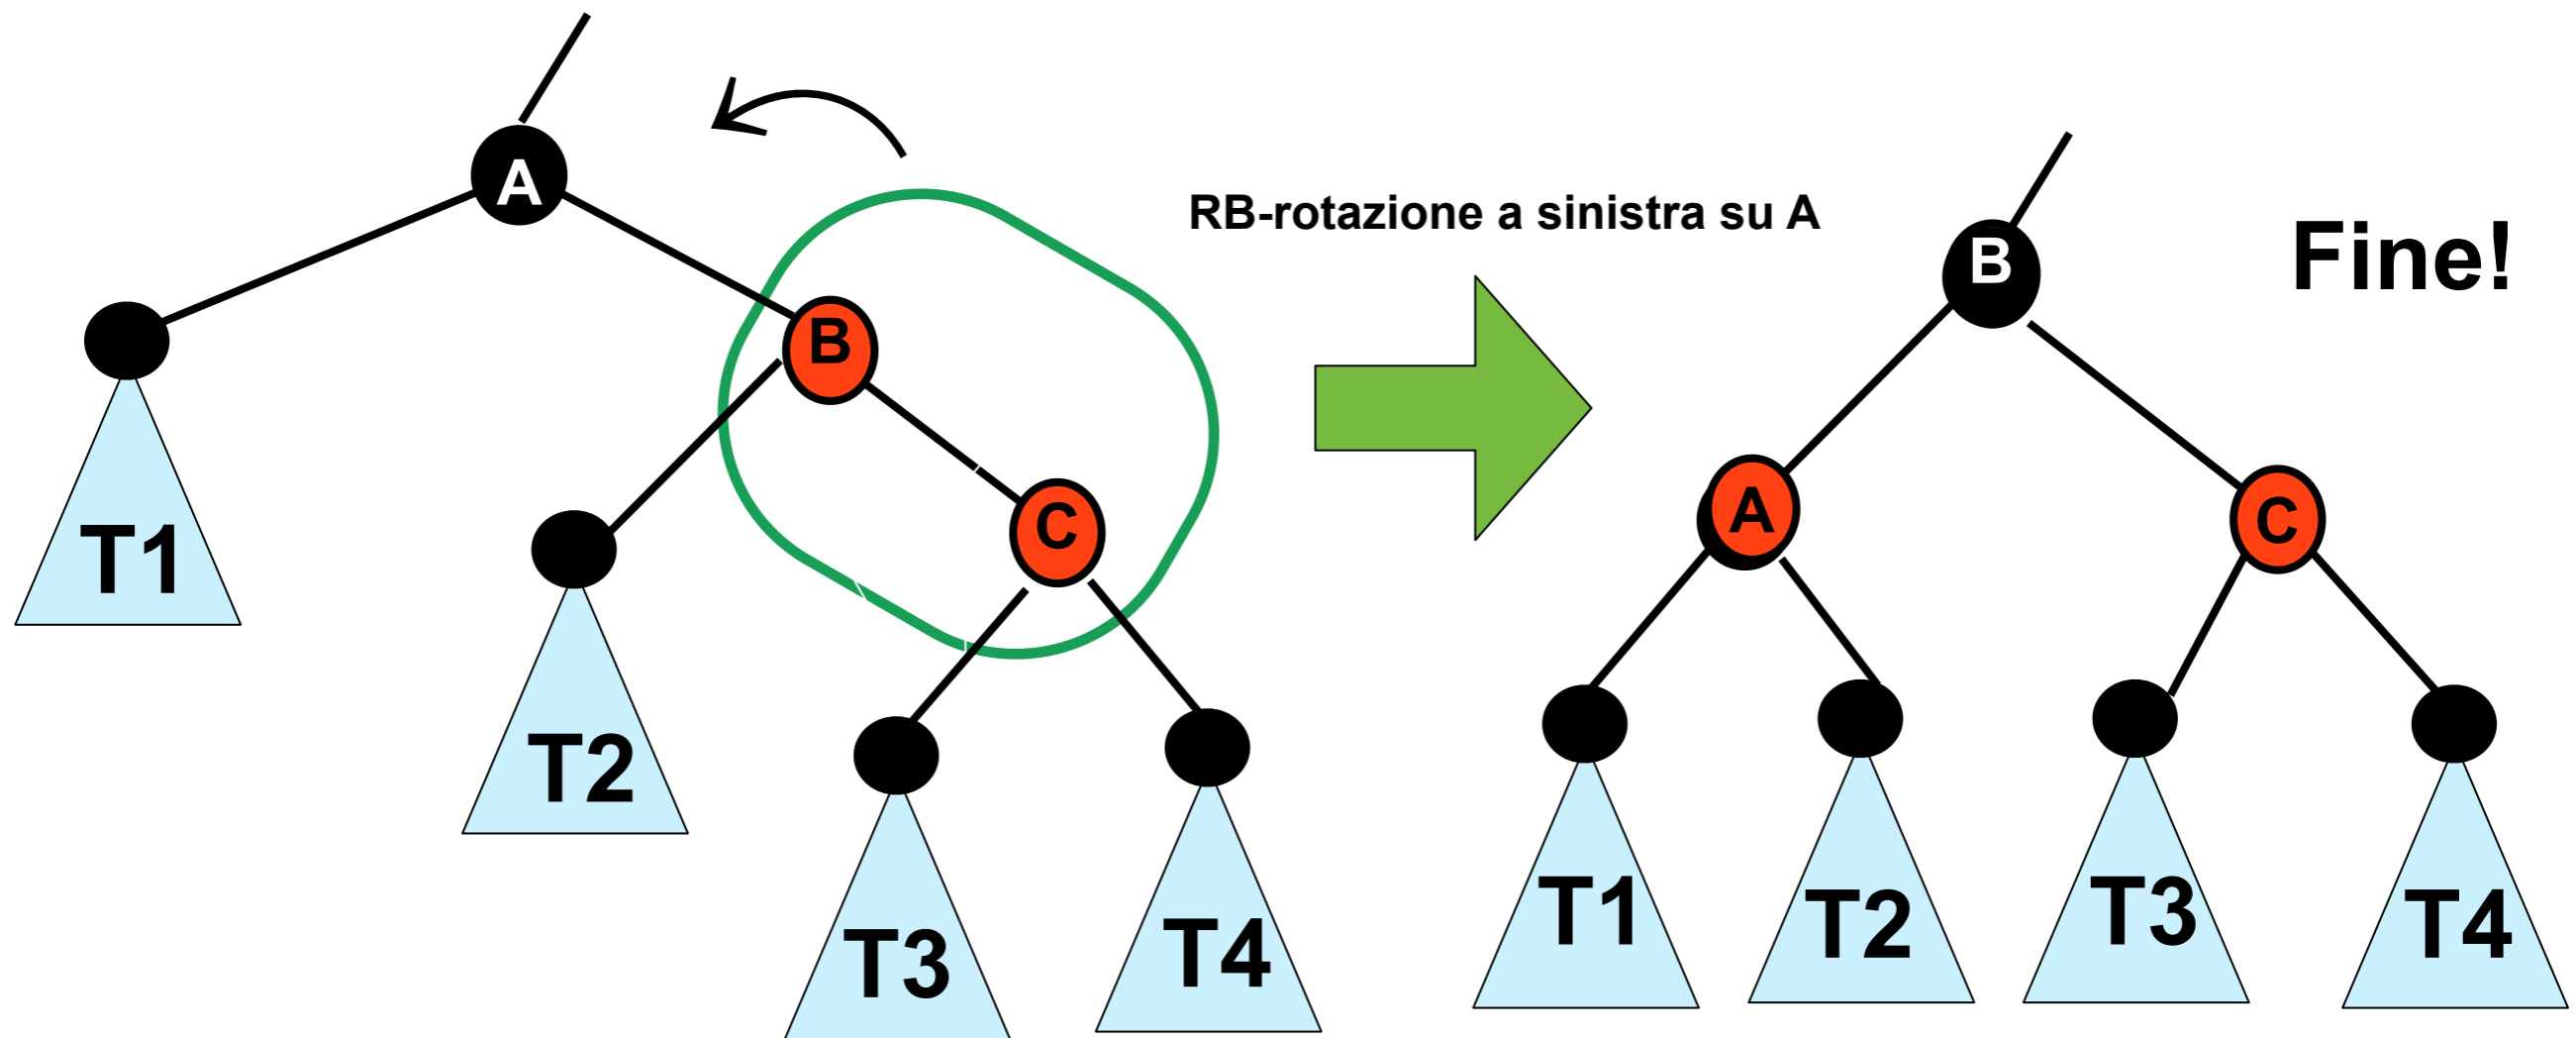 A
RB-rotazione a sinistra su A
B
Fine!
B
A
C
C
T1
T2
T3
T4
T1
T2
T3
T4